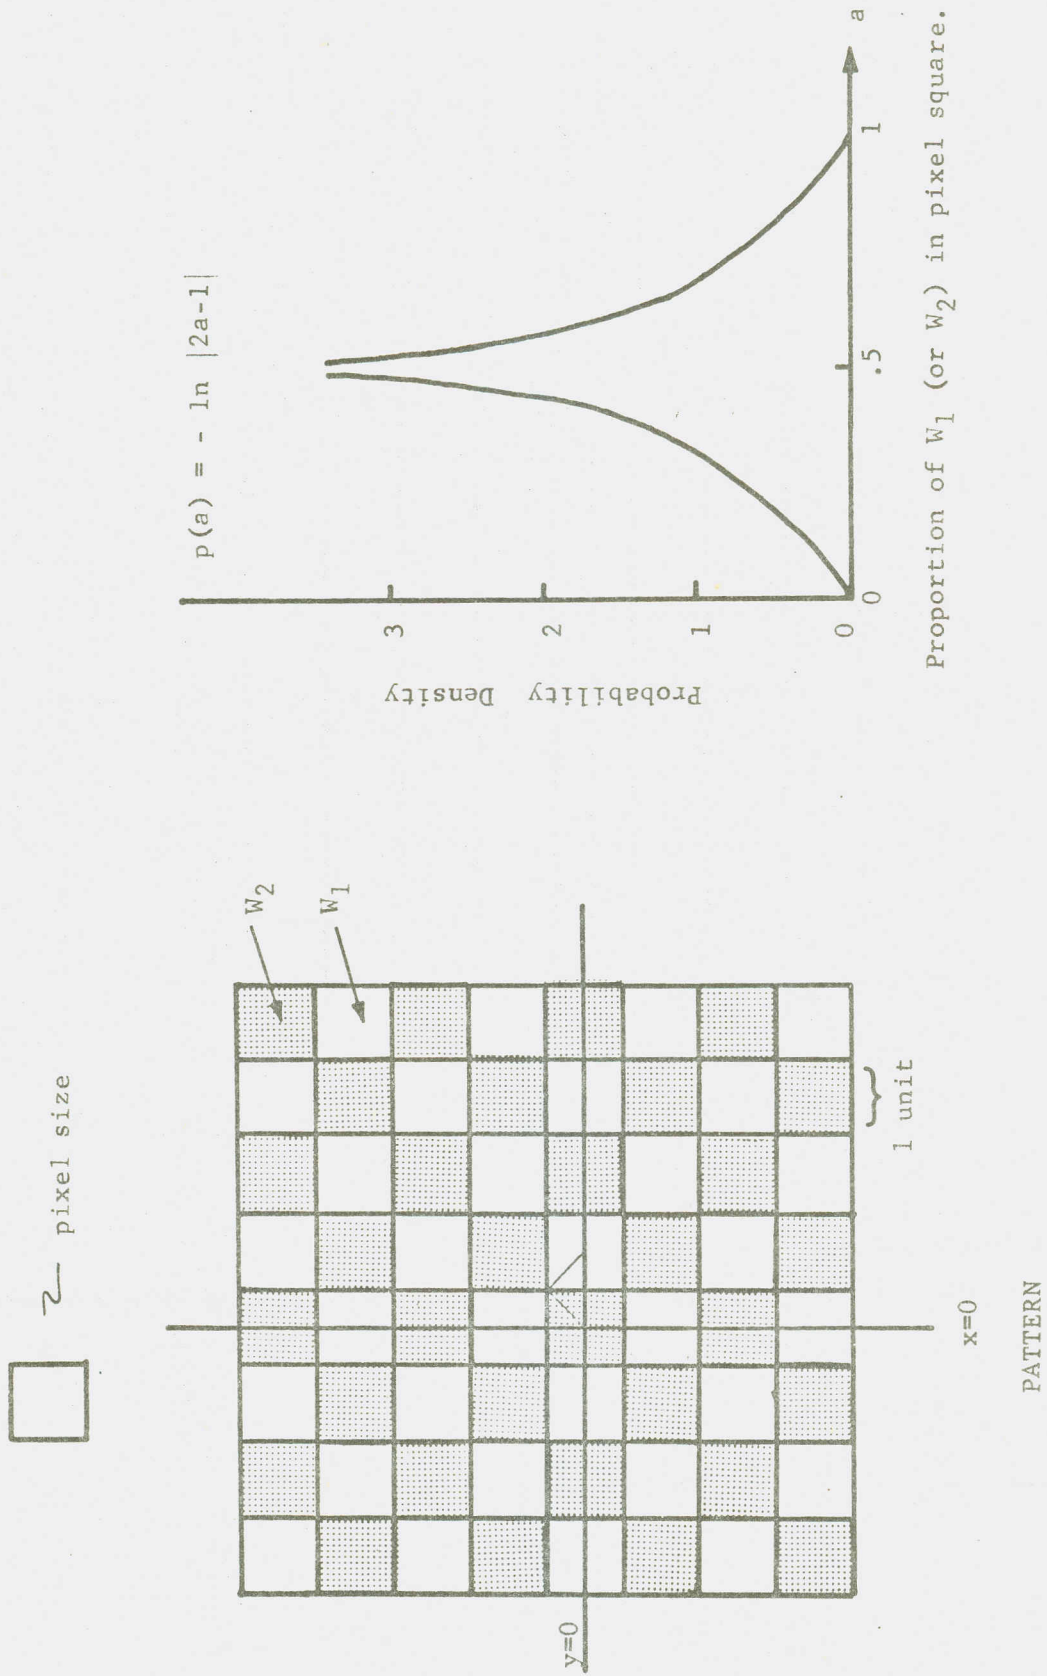 pixel size
W2
W1
1 unit
y=0
x=0
PATTERN
p(a) = - ln |2a-1|
Probability Density
3
2
1
0
0
.5
1
a
Proportion of W1 (or W2) in pixel square.